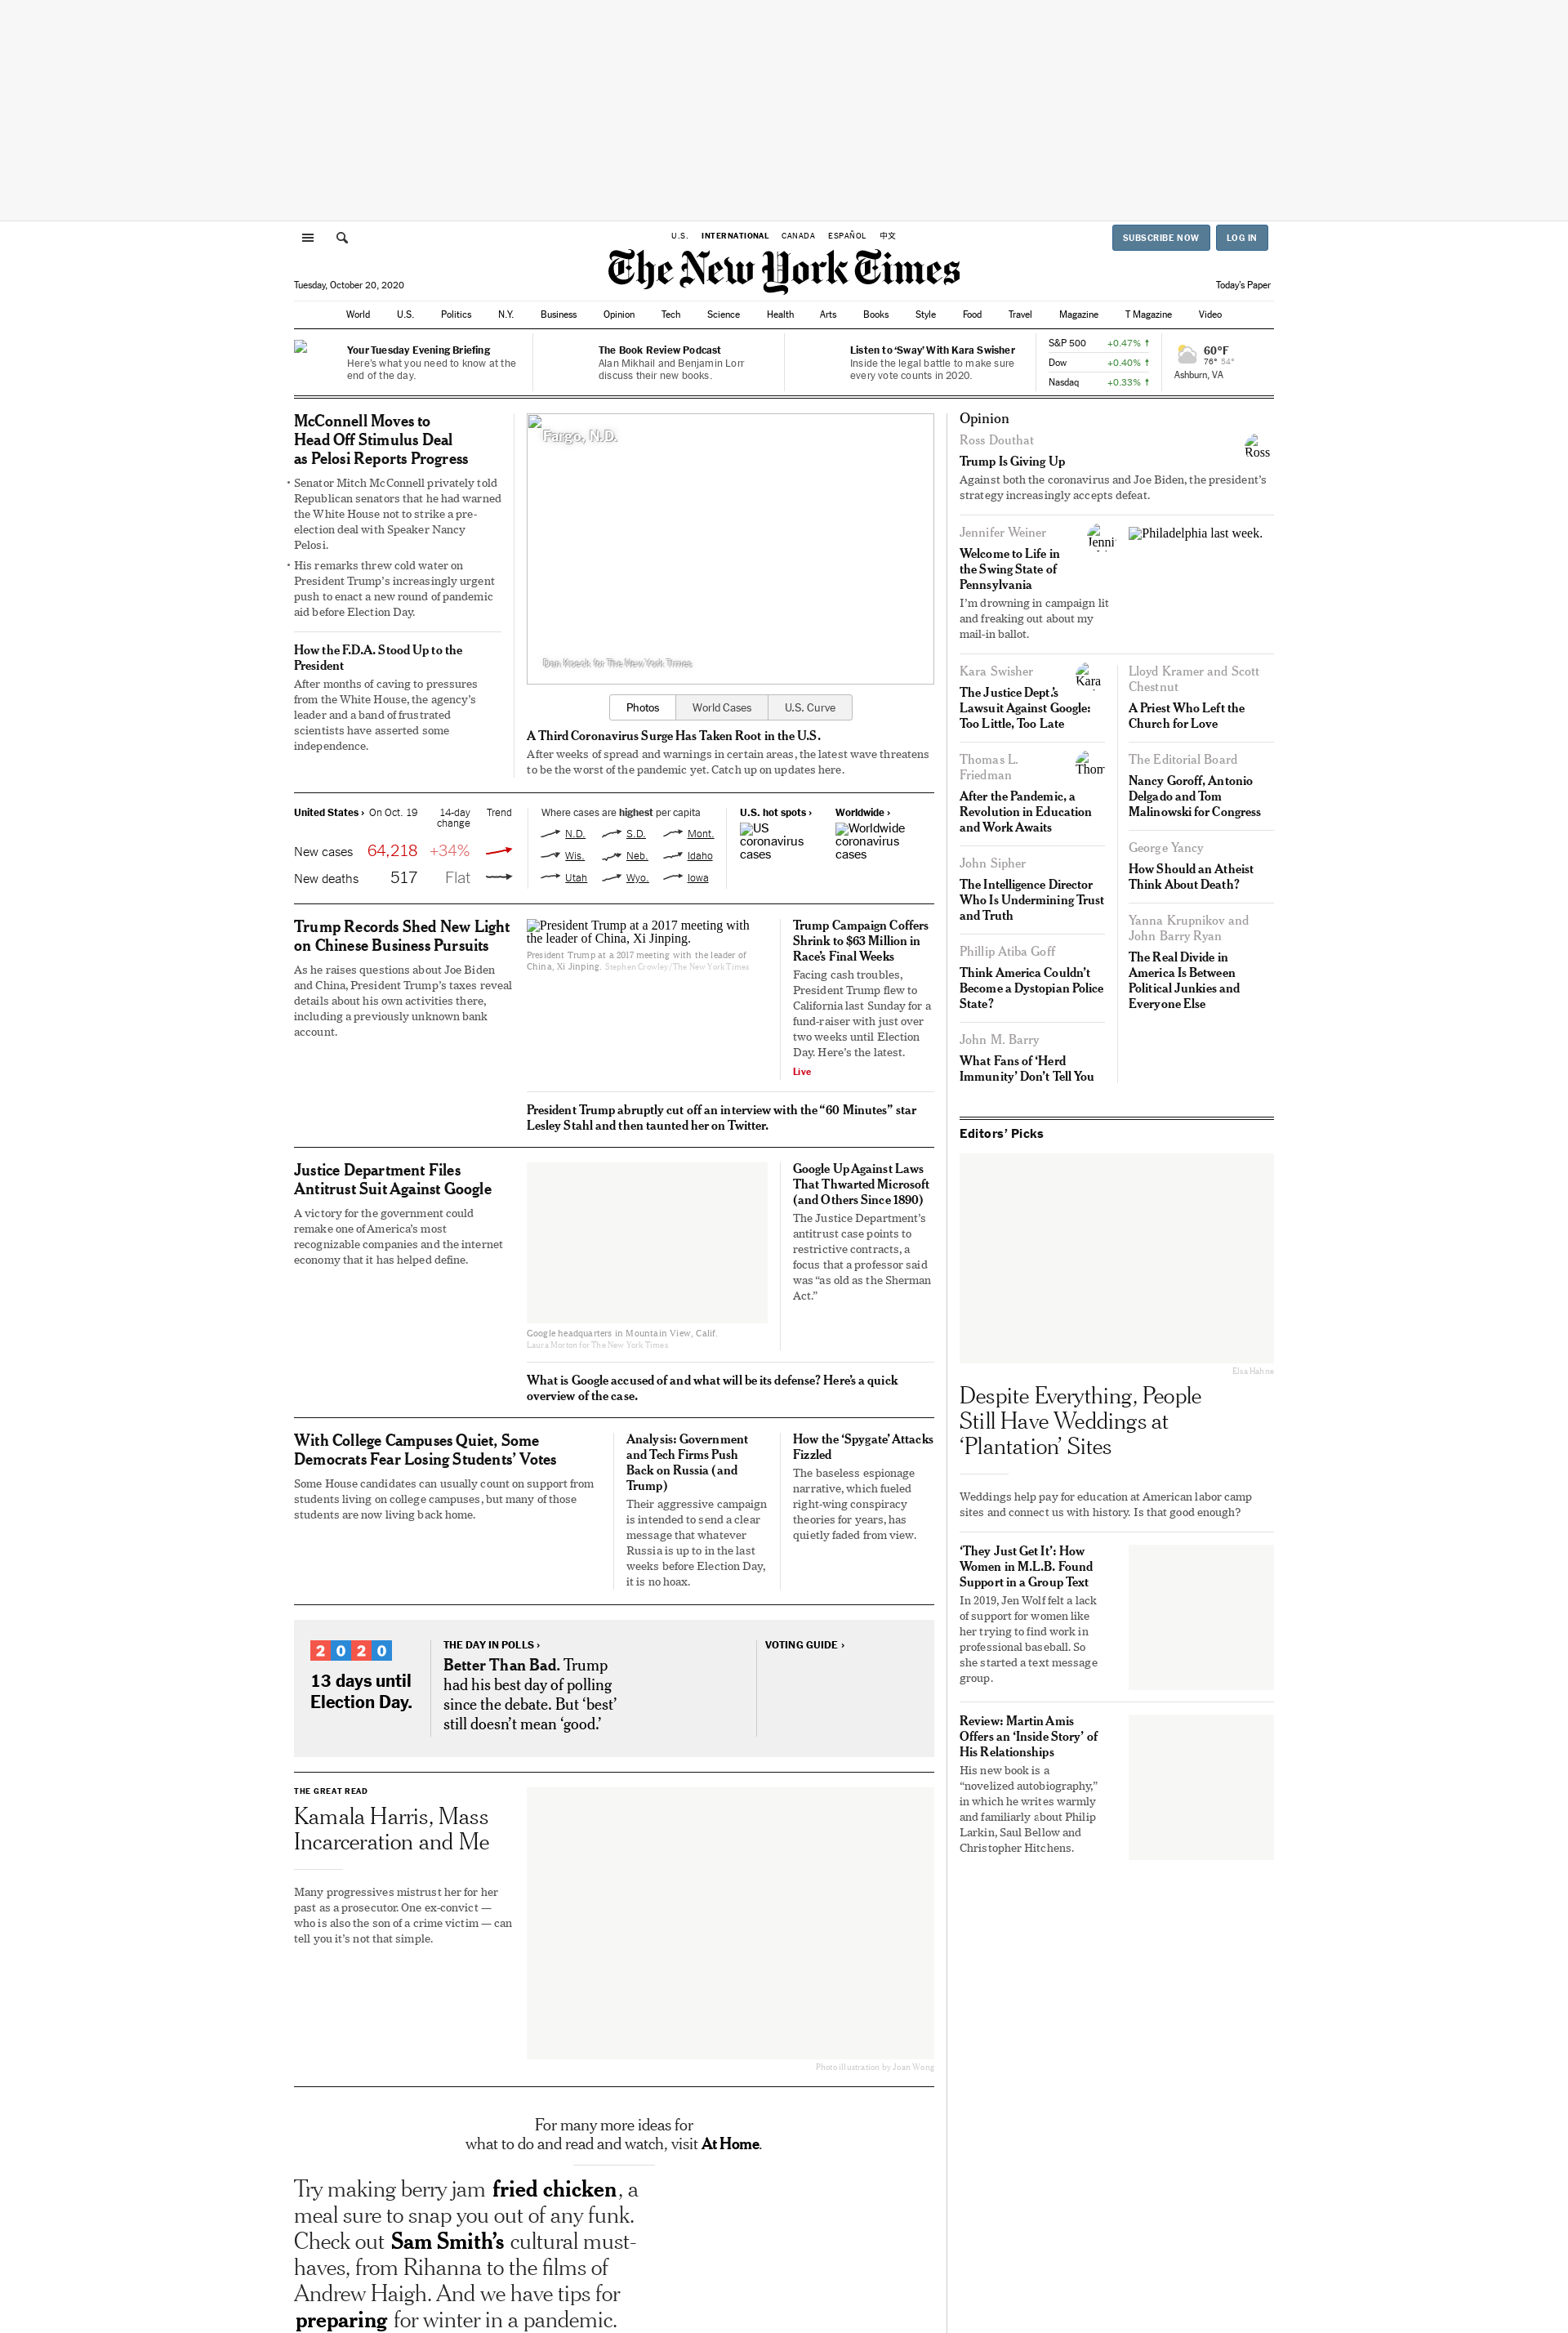 U.S. INTERNATIONAL CANADA ESPAÑOL 中文
SUBSCRIBE NOW LOG IN
The New York Times
Tuesday, October 20, 2020
Today's Paper
World U.S. Politics N.Y. Business Opinion Tech Science Health Arts Books Style Food Travel Magazine T Magazine Video
Your Tuesday Evening Briefing
Here's what you need to know at the
end of the day.
The Book Review Podcast
Alan Mikhail and Benjamin Lorr
discuss their new books.
Listen to ‘Sway’ With Kara Swisher
Inside the legal battle to make sure
every vote counts in 2020.
S&P 500 +0.47% ↑
Dow +0.40% ↑
Nasdaq +0.33% ↑
60°F
76° 54°
Ashburn, VA
McConnell Moves to
Head Off Stimulus Deal
as Pelosi Reports Progress
• Senator Mitch McConnell privately told
Republican senators that he had warned
the White House not to strike a pre-
election deal with Speaker Nancy
Pelosi.
• His remarks threw cold water on
President Trump’s increasingly urgent
push to enact a new round of pandemic
aid before Election Day.
How the F.D.A. Stood Up to the
President
After months of caving to pressures
from the White House, the agency’s
leader and a band of frustrated
scientists have asserted some
independence.
Fargo, N.D.
Dan Koeck for The New York Times
Photos World Cases U.S. Curve
A Third Coronavirus Surge Has Taken Root in the U.S.
After weeks of spread and warnings in certain areas, the latest wave threatens
to be the worst of the pandemic yet. Catch up on updates here.
United States › On Oct. 19 14-day
change Trend
New cases 64,218 +34%
New deaths 517 Flat
Where cases are highest per capita
N.D. S.D. Mont.
Wis. Neb. Idaho
Utah Wyo. Iowa
U.S. hot spots ›
US
coronavirus
cases
Worldwide ›
Worldwide
coronavirus
cases
Trump Records Shed New Light
on Chinese Business Pursuits
As he raises questions about Joe Biden
and China, President Trump’s taxes reveal
details about his own activities there,
including a previously unknown bank
account.
President Trump at a 2017 meeting with
the leader of China, Xi Jinping.
President Trump at a 2017 meeting with the leader of
China, Xi Jinping. Stephen Crowley/The New York Times
Trump Campaign Coffers
Shrink to $63 Million in
Race’s Final Weeks
Facing cash troubles,
President Trump flew to
California last Sunday for a
fund-raiser with just over
two weeks until Election
Day. Here’s the latest.
Live
President Trump abruptly cut off an interview with the “60 Minutes” star
Lesley Stahl and then taunted her on Twitter.
Justice Department Files
Antitrust Suit Against Google
A victory for the government could
remake one of America’s most
recognizable companies and the internet
economy that it has helped define.
Google headquarters in Mountain View, Calif.
Laura Morton for The New York Times
Google Up Against Laws
That Thwarted Microsoft
(and Others Since 1890)
The Justice Department’s
antitrust case points to
restrictive contracts, a
focus that a professor said
was “as old as the Sherman
Act.”
What is Google accused of and what will be its defense? Here’s a quick
overview of the case.
With College Campuses Quiet, Some
Democrats Fear Losing Students’ Votes
Some House candidates can usually count on support from
students living on college campuses, but many of those
students are now living back home.
Analysis: Government
and Tech Firms Push
Back on Russia (and
Trump)
Their aggressive campaign
is intended to send a clear
message that whatever
Russia is up to in the last
weeks before Election Day,
it is no hoax.
How the ‘Spygate’ Attacks
Fizzled
The baseless espionage
narrative, which fueled
right-wing conspiracy
theories for years, has
quietly faded from view.
2020
13 days until
Election Day.
THE DAY IN POLLS ›
Better Than Bad. Trump
had his best day of polling
since the debate. But ‘best’
still doesn’t mean ‘good.’
VOTING GUIDE ›
THE GREAT READ
Kamala Harris, Mass
Incarceration and Me
Many progressives mistrust her for her
past as a prosecutor. One ex-convict —
who is also the son of a crime victim — can
tell you it’s not that simple.
Photo illustration by Joan Wong
For many more ideas for
what to do and read and watch, visit At Home.
Try making berry jam fried chicken, a
meal sure to snap you out of any funk.
Check out Sam Smith’s cultural must-
haves, from Rihanna to the films of
Andrew Haigh. And we have tips for
preparing for winter in a pandemic.
Opinion
Ross Douthat
Ross
Trump Is Giving Up
Against both the coronavirus and Joe Biden, the president’s
strategy increasingly accepts defeat.
Jennifer Weiner
Welcome to Life in
the Swing State of
Pennsylvania
I’m drowning in campaign lit
and freaking out about my
mail-in ballot.
Philadelphia last week.
Kara Swisher
Kara
The Justice Dept.’s
Lawsuit Against Google:
Too Little, Too Late
Thomas L.
Friedman
After the Pandemic, a
Revolution in Education
and Work Awaits
John Sipher
The Intelligence Director
Who Is Undermining Trust
and Truth
Phillip Atiba Goff
Think America Couldn’t
Become a Dystopian Police
State?
John M. Barry
What Fans of ‘Herd
Immunity’ Don’t Tell You
Lloyd Kramer and Scott
Chestnut
A Priest Who Left the
Church for Love
The Editorial Board
Nancy Goroff, Antonio
Delgado and Tom
Malinowski for Congress
George Yancy
How Should an Atheist
Think About Death?
Yanna Krupnikov and
John Barry Ryan
The Real Divide in
America Is Between
Political Junkies and
Everyone Else
Editors’ Picks
Elsa Hahne
Despite Everything, People
Still Have Weddings at
‘Plantation’ Sites
Weddings help pay for education at American labor camp
sites and connect us with history. Is that good enough?
‘They Just Get It’: How
Women in M.L.B. Found
Support in a Group Text
In 2019, Jen Wolf felt a lack
of support for women like
her trying to find work in
professional baseball. So
she started a text message
group.
Review: Martin Amis
Offers an ‘Inside Story’ of
His Relationships
His new book is a
“novelized autobiography,”
in which he writes warmly
and familiarly about Philip
Larkin, Saul Bellow and
Christopher Hitchens.